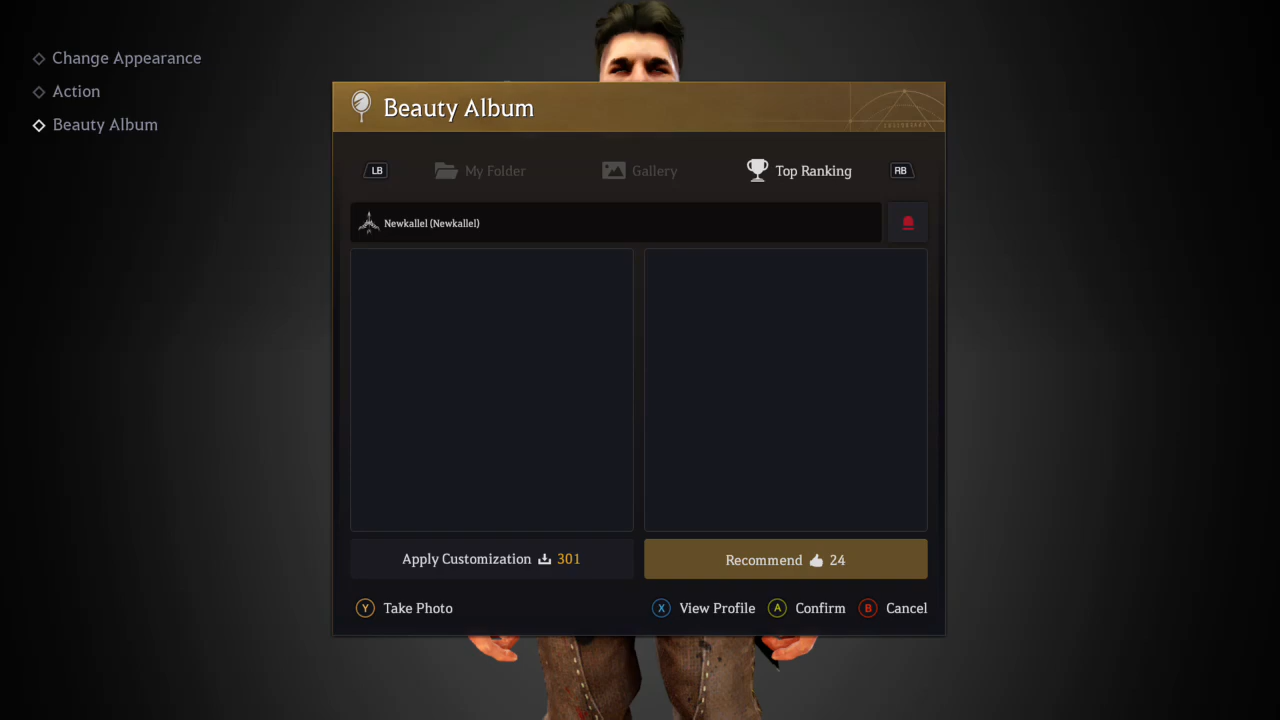 Change Appearance
Action
Beauty Album
Beauty Album
LB
My Folder
Gallery
Top Ranking
RB
Newkallel (Newkallel)
Apply Customization 301
Recommend 24
Y Take Photo
X View Profile
A Confirm
B Cancel